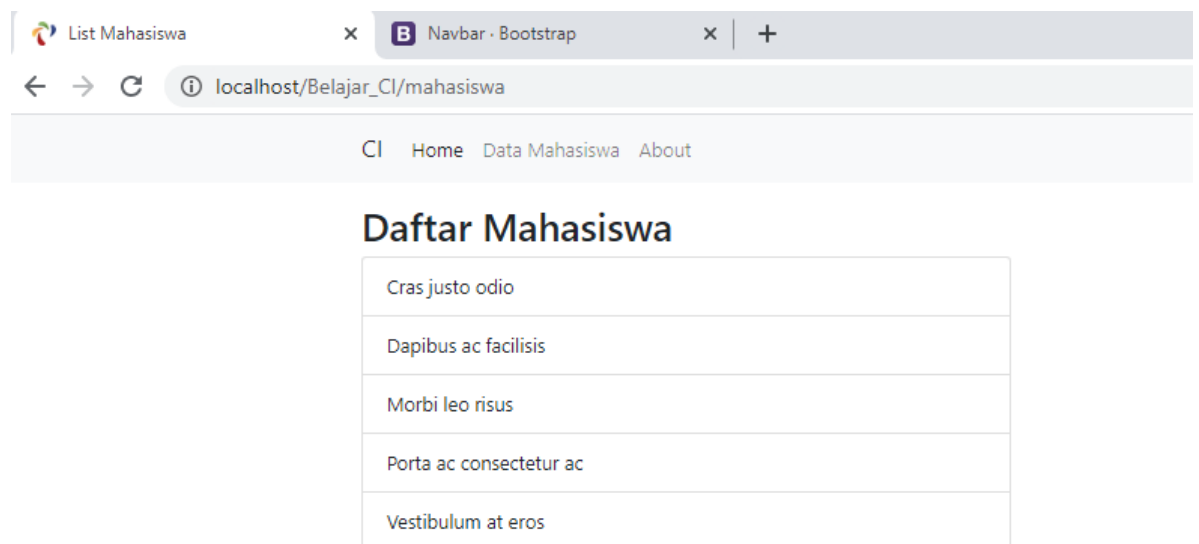 List Mahasiswa × B Navbar · Bootstrap × +
localhost/Belajar_CI/mahasiswa
CI Home Data Mahasiswa About
Daftar Mahasiswa
Cras justo odio
Dapibus ac facilisis
Morbi leo risus
Porta ac consectetur ac
Vestibulum at eros